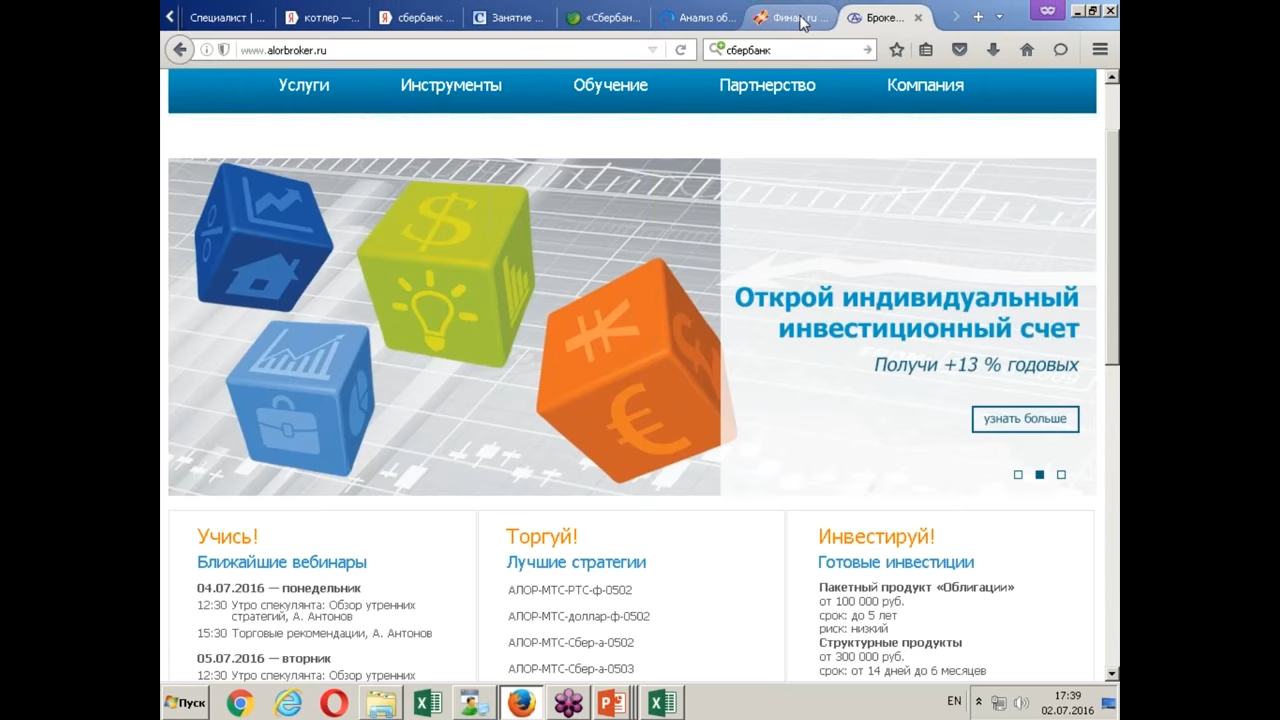 Специалист | ...
котлер —...
сбербанк ...
Занятие ...
«Сбербан...
Анализ об...
Брокe...
www.alorbroker.ru
сбербанк
Услуги
Инструменты
Обучение
Партнерство
Компания
Открой индивидуальный
инвестиционный счет
Получи +13 % годовых
узнать больше
Учись!
Ближайшие вебинары
04.07.2016 — понедельник
12:30 Утро спекулянта: Обзор утренних
стратегий, А. Антонов
15:30 Торговые рекомендации, А. Антонов
05.07.2016 — вторник
12:30 Утро спекулянта: Обзор утренних
Торгуй!
Лучшие стратегии
АЛОР-МТС-РТС-ф-0502
АЛОР-МТС-доллар-ф-0502
АЛОР-МТС-Сбер-а-0502
АЛОР-МТС-Сбер-а-0503
Инвестируй!
Готовые инвестиции
Пакетный продукт «Облигации»
от 100 000 руб.
срок: до 5 лет
риск: низкий
Структурные продукты
от 300 000 руб.
срок: от 14 дней до 6 месяцев
Пуск
EN
17:39
02.07.2016